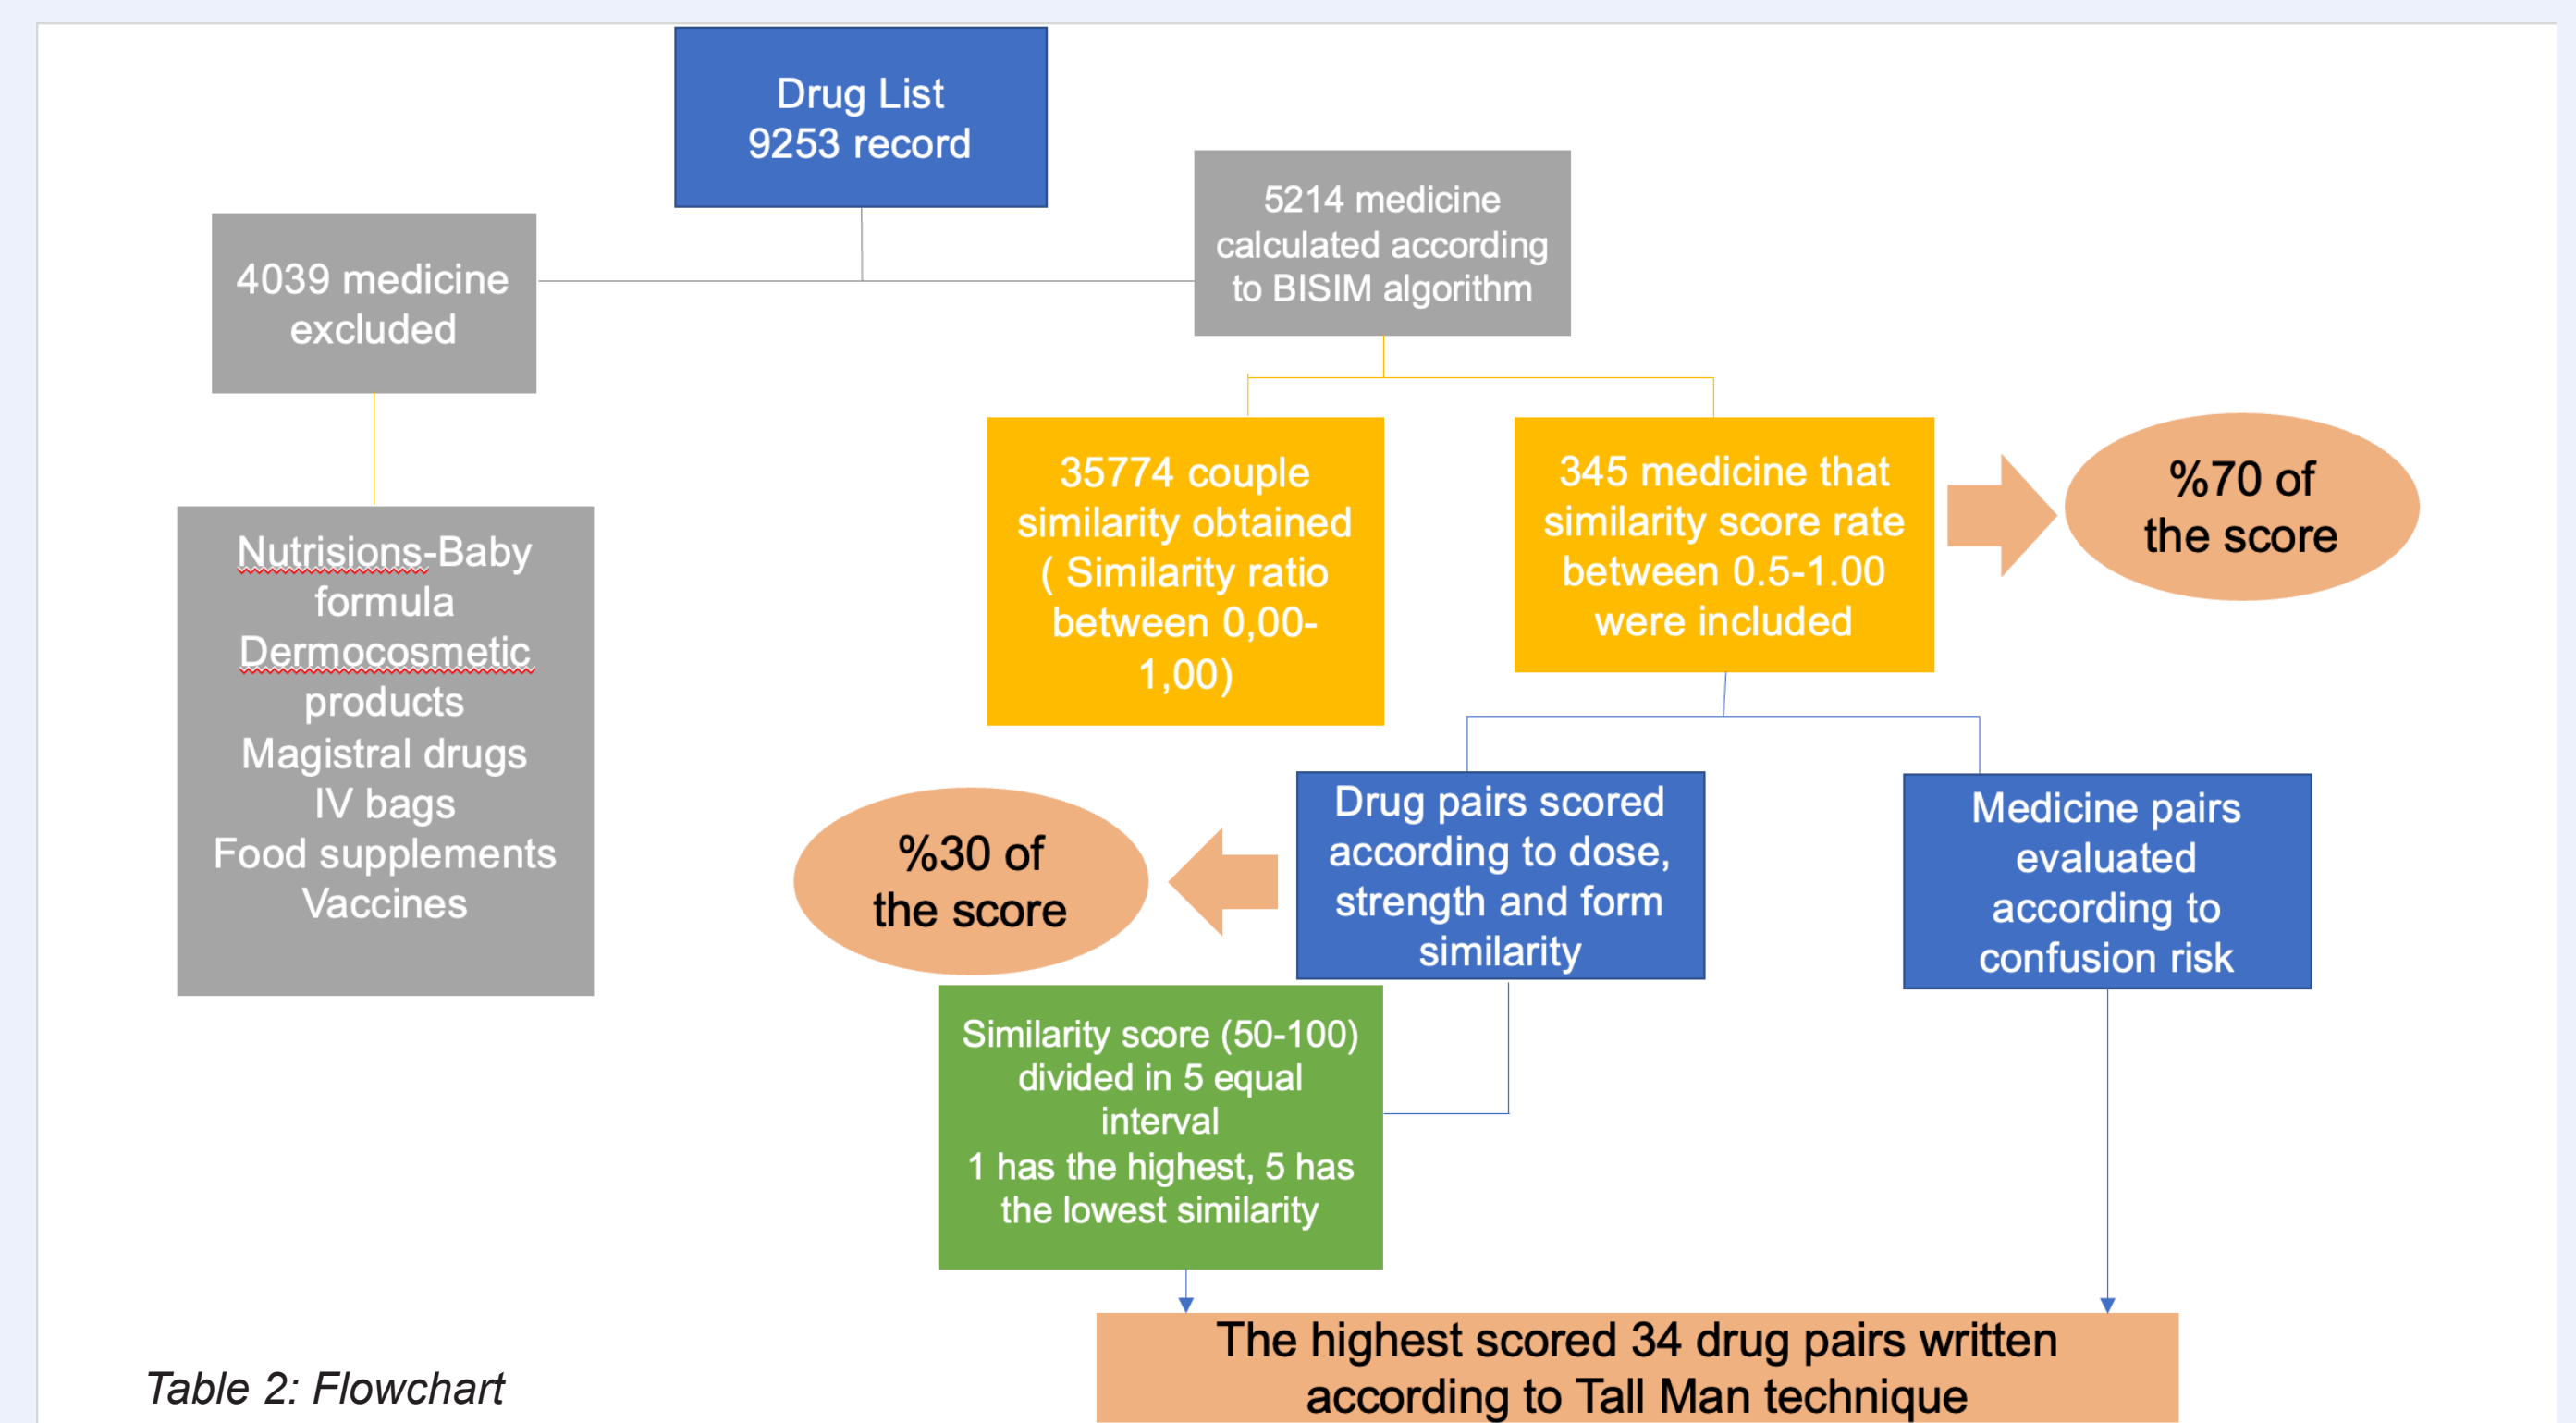 Drug List
9253 record
5214 medicine
calculated according
to BISIM algorithm
4039 medicine
excluded
35774 couple
similarity obtained
( Similarity ratio
between 0,00-
1,00)
345 medicine that
similarity score rate
between 0.5-1.00
were included
%70 of
the score
Nutrisions-Baby
formula
Dermocosmetic
products
Magistral drugs
IV bags
Food supplements
Vaccines
%30 of
the score
Drug pairs scored
according to dose,
strength and form
similarity
Medicine pairs
evaluated
according to
confusion risk
Similarity score (50-100)
divided in 5 equal
interval
1 has the highest, 5 has
the lowest similarity
The highest scored 34 drug pairs written
according to Tall Man technique
Table 2: Flowchart